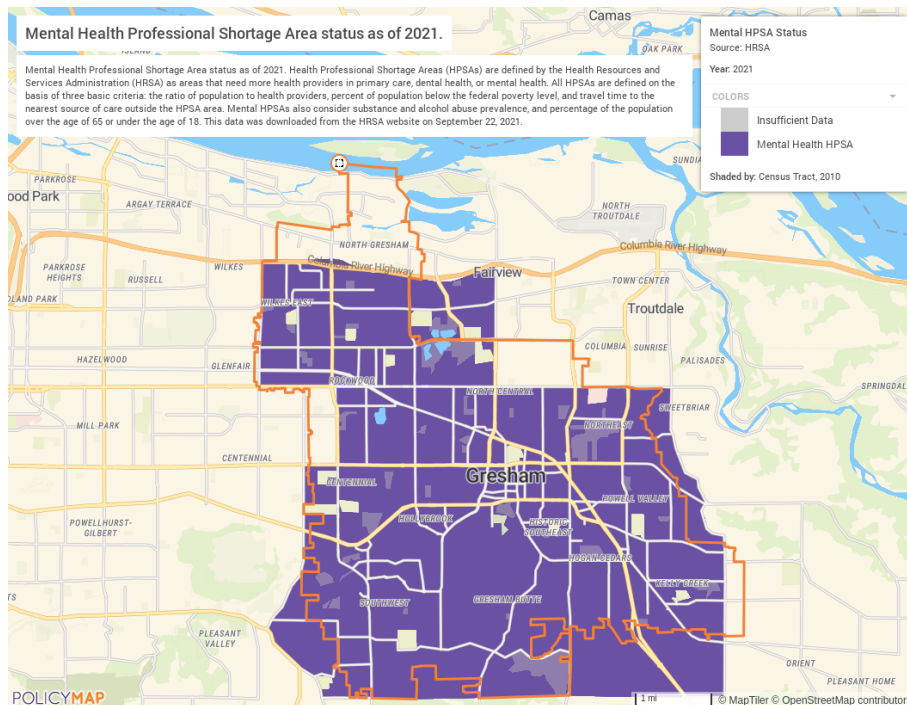 Mental Health Professional Shortage Area status as of 2021.
Mental Health Professional Shortage Area status as of 2021. Health Professional Shortage Areas (HPSAs) are defined by the Health Resources and
Services Administration (HRSA) as areas that need more health providers in primary care, dental health, or mental health. All HPSAs are defined on the
basis of three basic criteria: the ratio of population to health providers, percent of population below the federal poverty level, and travel time to the
nearest source of care outside the HPSA area. Mental HPSAs also consider substance and alcohol abuse prevalence, and percentage of the population
over the age of 65 or under the age of 18. This data was downloaded from the HRSA website on September 22, 2021.
Mental HPSA Status
Source: HRSA
Year: 2021
COLORS
Insufficient Data
Mental Health HPSA
Shaded by: Census Tract, 2010
Camas
ISLAND
OAK PARK
PARKROSE
ood Park
ARGAY TERRACE
NORTH
TROUTDALE
NORTH GRESHAM
Columbia River Highway
Columbia River Highway
PARKROSE
HEIGHTS
RUSSELL
WILKES
Fairview
TOWN CENTER
WILKES EAST
Troutdale
COLUMBIA
SUNRISE
PALISADES
HAZELWOOD
GLENFAIR
ROCKWOOD
NORTH CENTRAL
SPRINGDAL
SWEETBRIAR
MILL PARK
NORTHEAST
CENTENNIAL
Gresham
CENTENNIAL
POWELL VALLEY
POWELLHURST-
GILBERT
HOLLYBROOK
HISTORIC
SOUTHEAST
HOGAN CEDARS
KELLY CREEK
TS
SOUTHWEST
GRESHAM BUTTE
PLEASANT
VALLEY
ORIENT
PLEASANT HOME
POLICYMAP
1 mi
© MapTiler © OpenStreetMap contributor